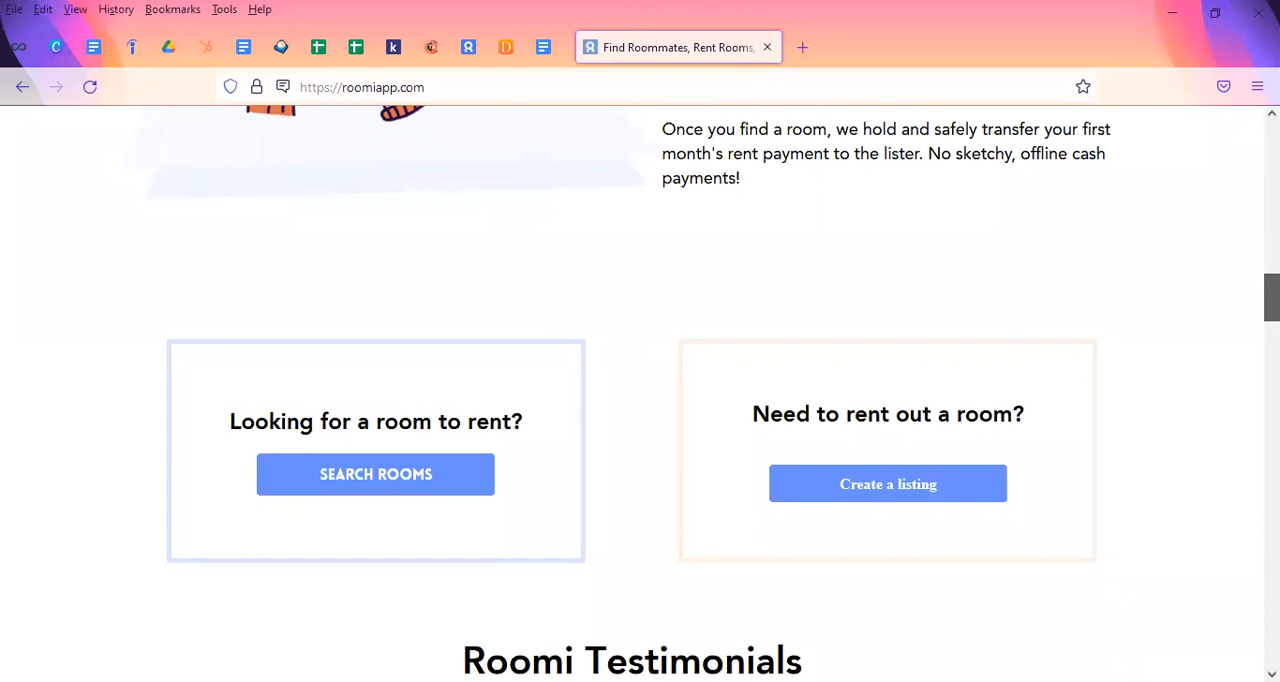 File Edit View History Bookmarks Tools Help
Find Roommates, Rent Rooms,
https://roomiapp.com
Once you find a room, we hold and safely transfer your first
month's rent payment to the lister. No sketchy, offline cash
payments!
Looking for a room to rent?
SEARCH ROOMS
Need to rent out a room?
Create a listing
Roomi Testimonials